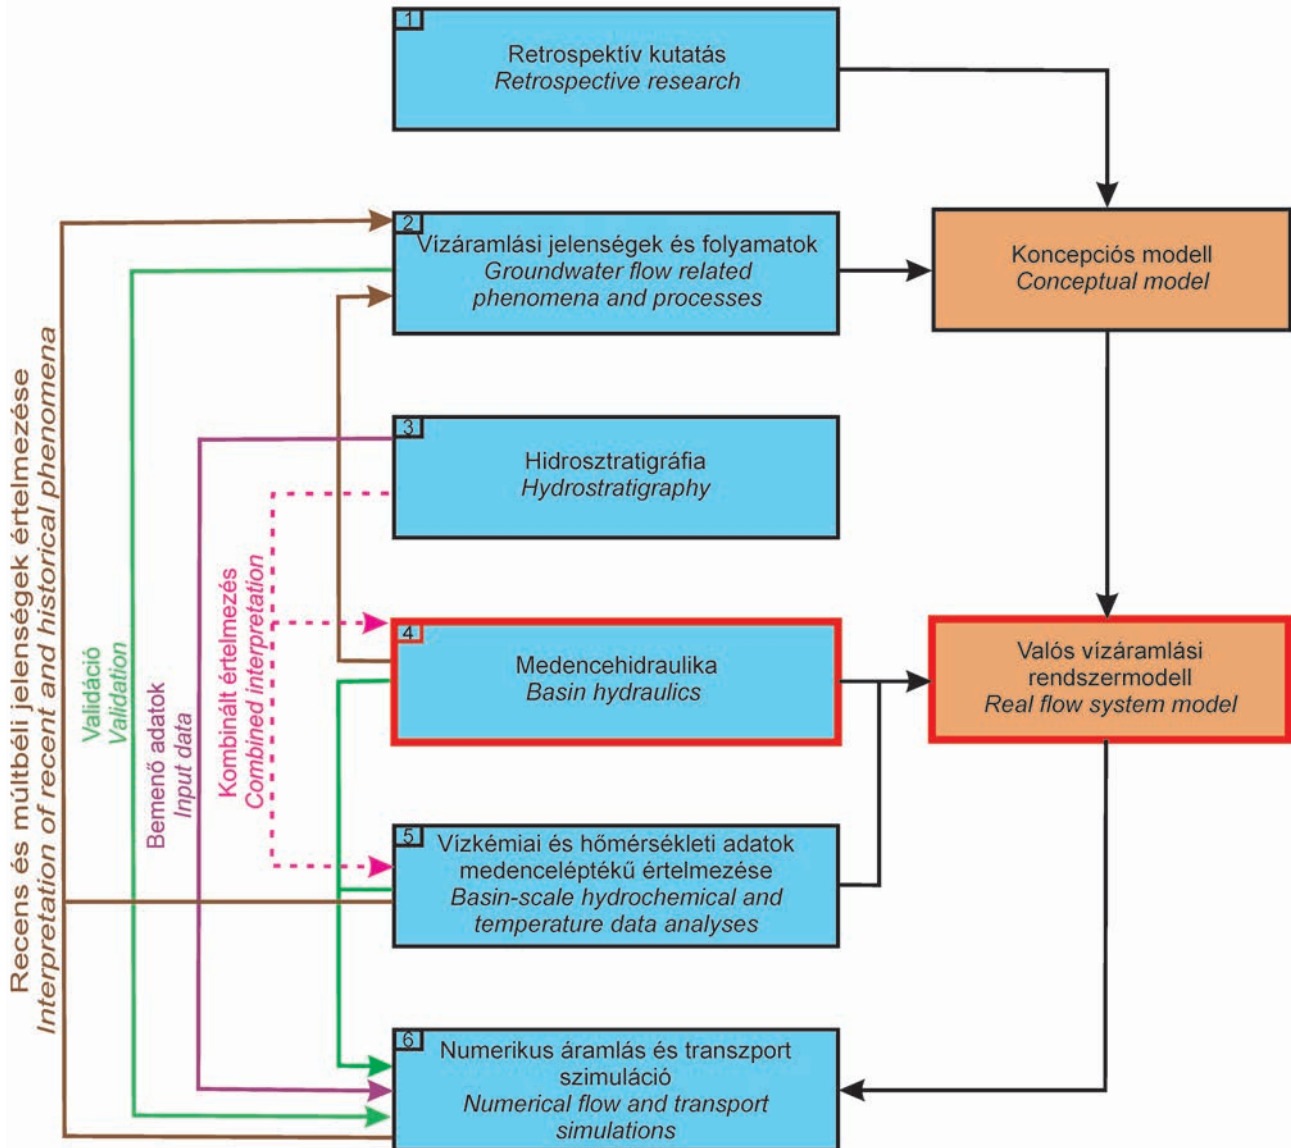 1
Retrospektív kutatás
Retrospective research
2
Vízáramlási jelenségek és folyamatok
Groundwater flow related
phenomena and processes
Koncepciós modell
Conceptual model
3
Hidrosztratigráfia
Hydrostratigraphy
4
Medencehidraulika
Basin hydraulics
Valós vízáramlási
rendszermodell
Real flow system model
5
Vízkémiai és hőmérsékleti adatok
medenceléptékű értelmezése
Basin-scale hydrochemical and
temperature data analyses
6
Numerikus áramlás és transzport
szimuláció
Numerical flow and transport
simulations
Recens és múltbéli jelenségek értelmezése
Interpretation of recent and historical phenomena
Validáció
Validation
Bemenő adatok
Input data
Kombinált értelmezés
Combined interpretation